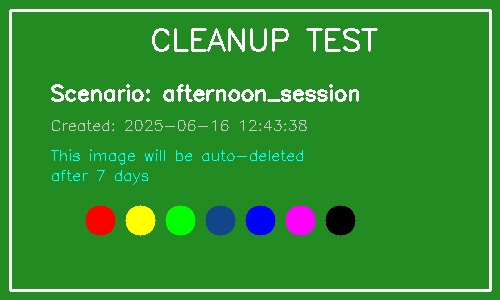 CLEANUP TEST
Scenario: afternoon_session
Created: 2025-06-16 12:43:38
This image will be auto-deleted
after 7 days